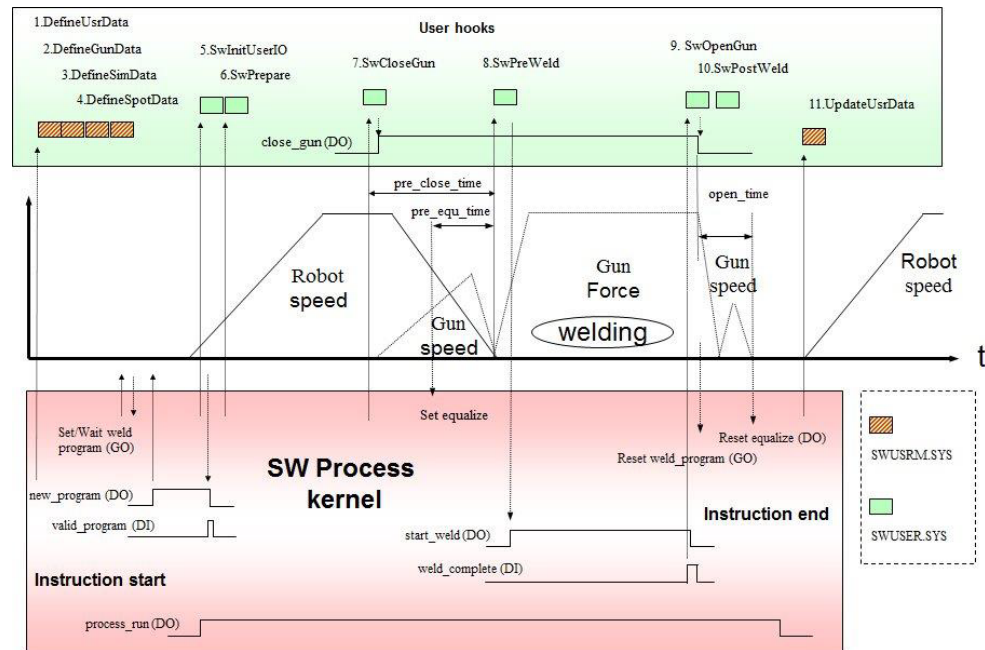 User hooks
1.DefineUsrData
2.DefineGunData
3.DefineSimData
4.DefineSpotData
5.SwInitUserIO
6.SwPrepare
7.SwCloseGun
8.SwPreWeld
9. SwOpenGun
10.SwPostWeld
11.UpdateUsrData
close_gun (DO)
pre_close_time
pre_equ_time
open_time
Robot
speed
Gun
speed
Gun
Force
welding
Gun
speed
Robot
speed
t
Set/Wait weld
program (GO)
Set equalize
SW Process
kernel
Reset equalize (DO)
Reset weld_program (GO)
new_program (DO)
valid_program (DI)
start_weld (DO)
weld_complete (DI)
Instruction end
Instruction start
process_run (DO)
SWUSRM.SYS
SWUSER.SYS